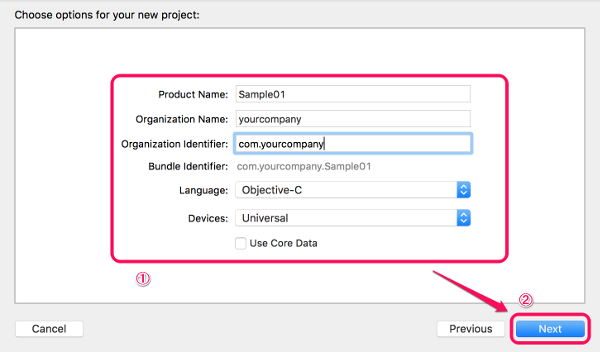 Choose options for your new project:
Product Name: Sample01
Organization Name: yourcompany
Organization Identifier: com.yourcompany
Bundle Identifier: com.yourcompany.Sample01
Language: Objective-C
Devices: Universal
Use Core Data
①
②
Cancel Previous Next